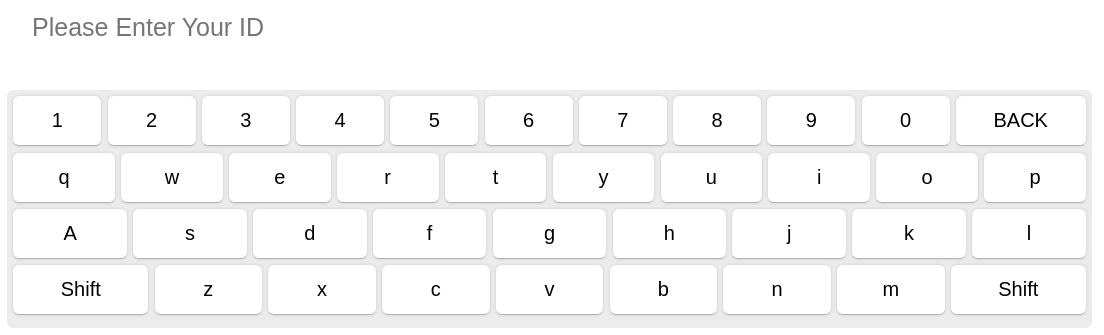 Please Enter Your ID
1 2 3 4 5 6 7 8 9 0 BACK
q w e r t y u i o p
A s d f g h j k l
Shift z x c v b n m Shift